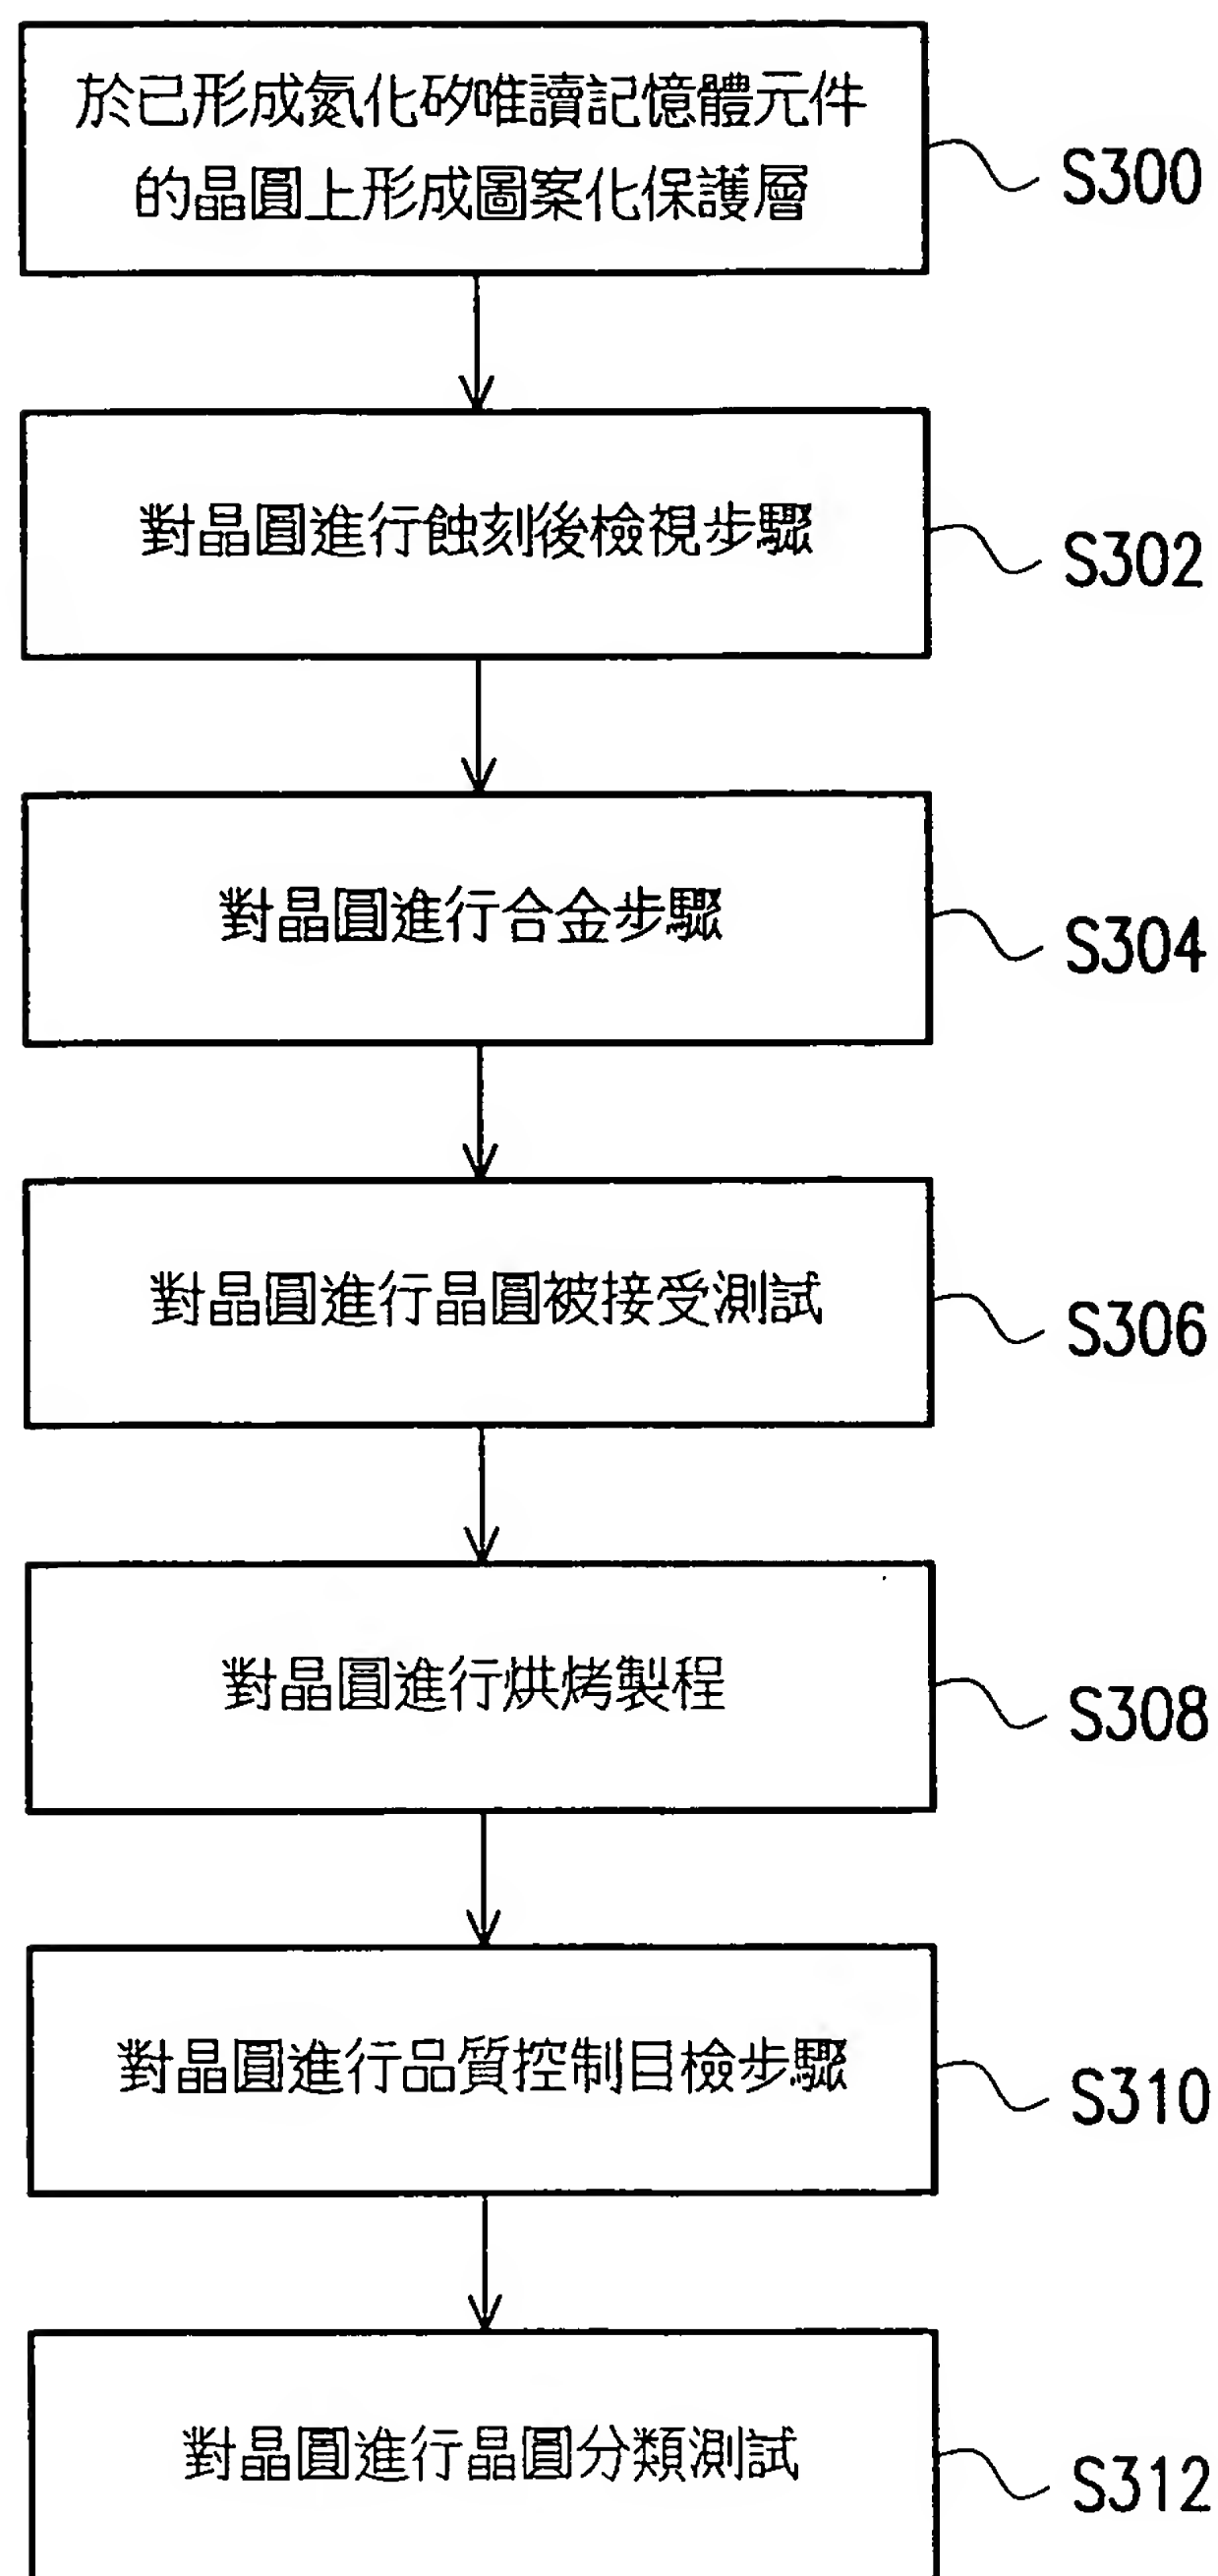 於已形成氮化矽唯讀記憶體元件
的晶圓上形成圖案化保護層
S300
對晶圓進行蝕刻後檢視步驟
S302
對晶圓進行合金步驟
S304
對晶圓進行晶圓被接受測試
S306
對晶圓進行烘烤製程
S308
對晶圓進行品質控制目檢步驟
S310
對晶圓進行晶圓分類測試
S312